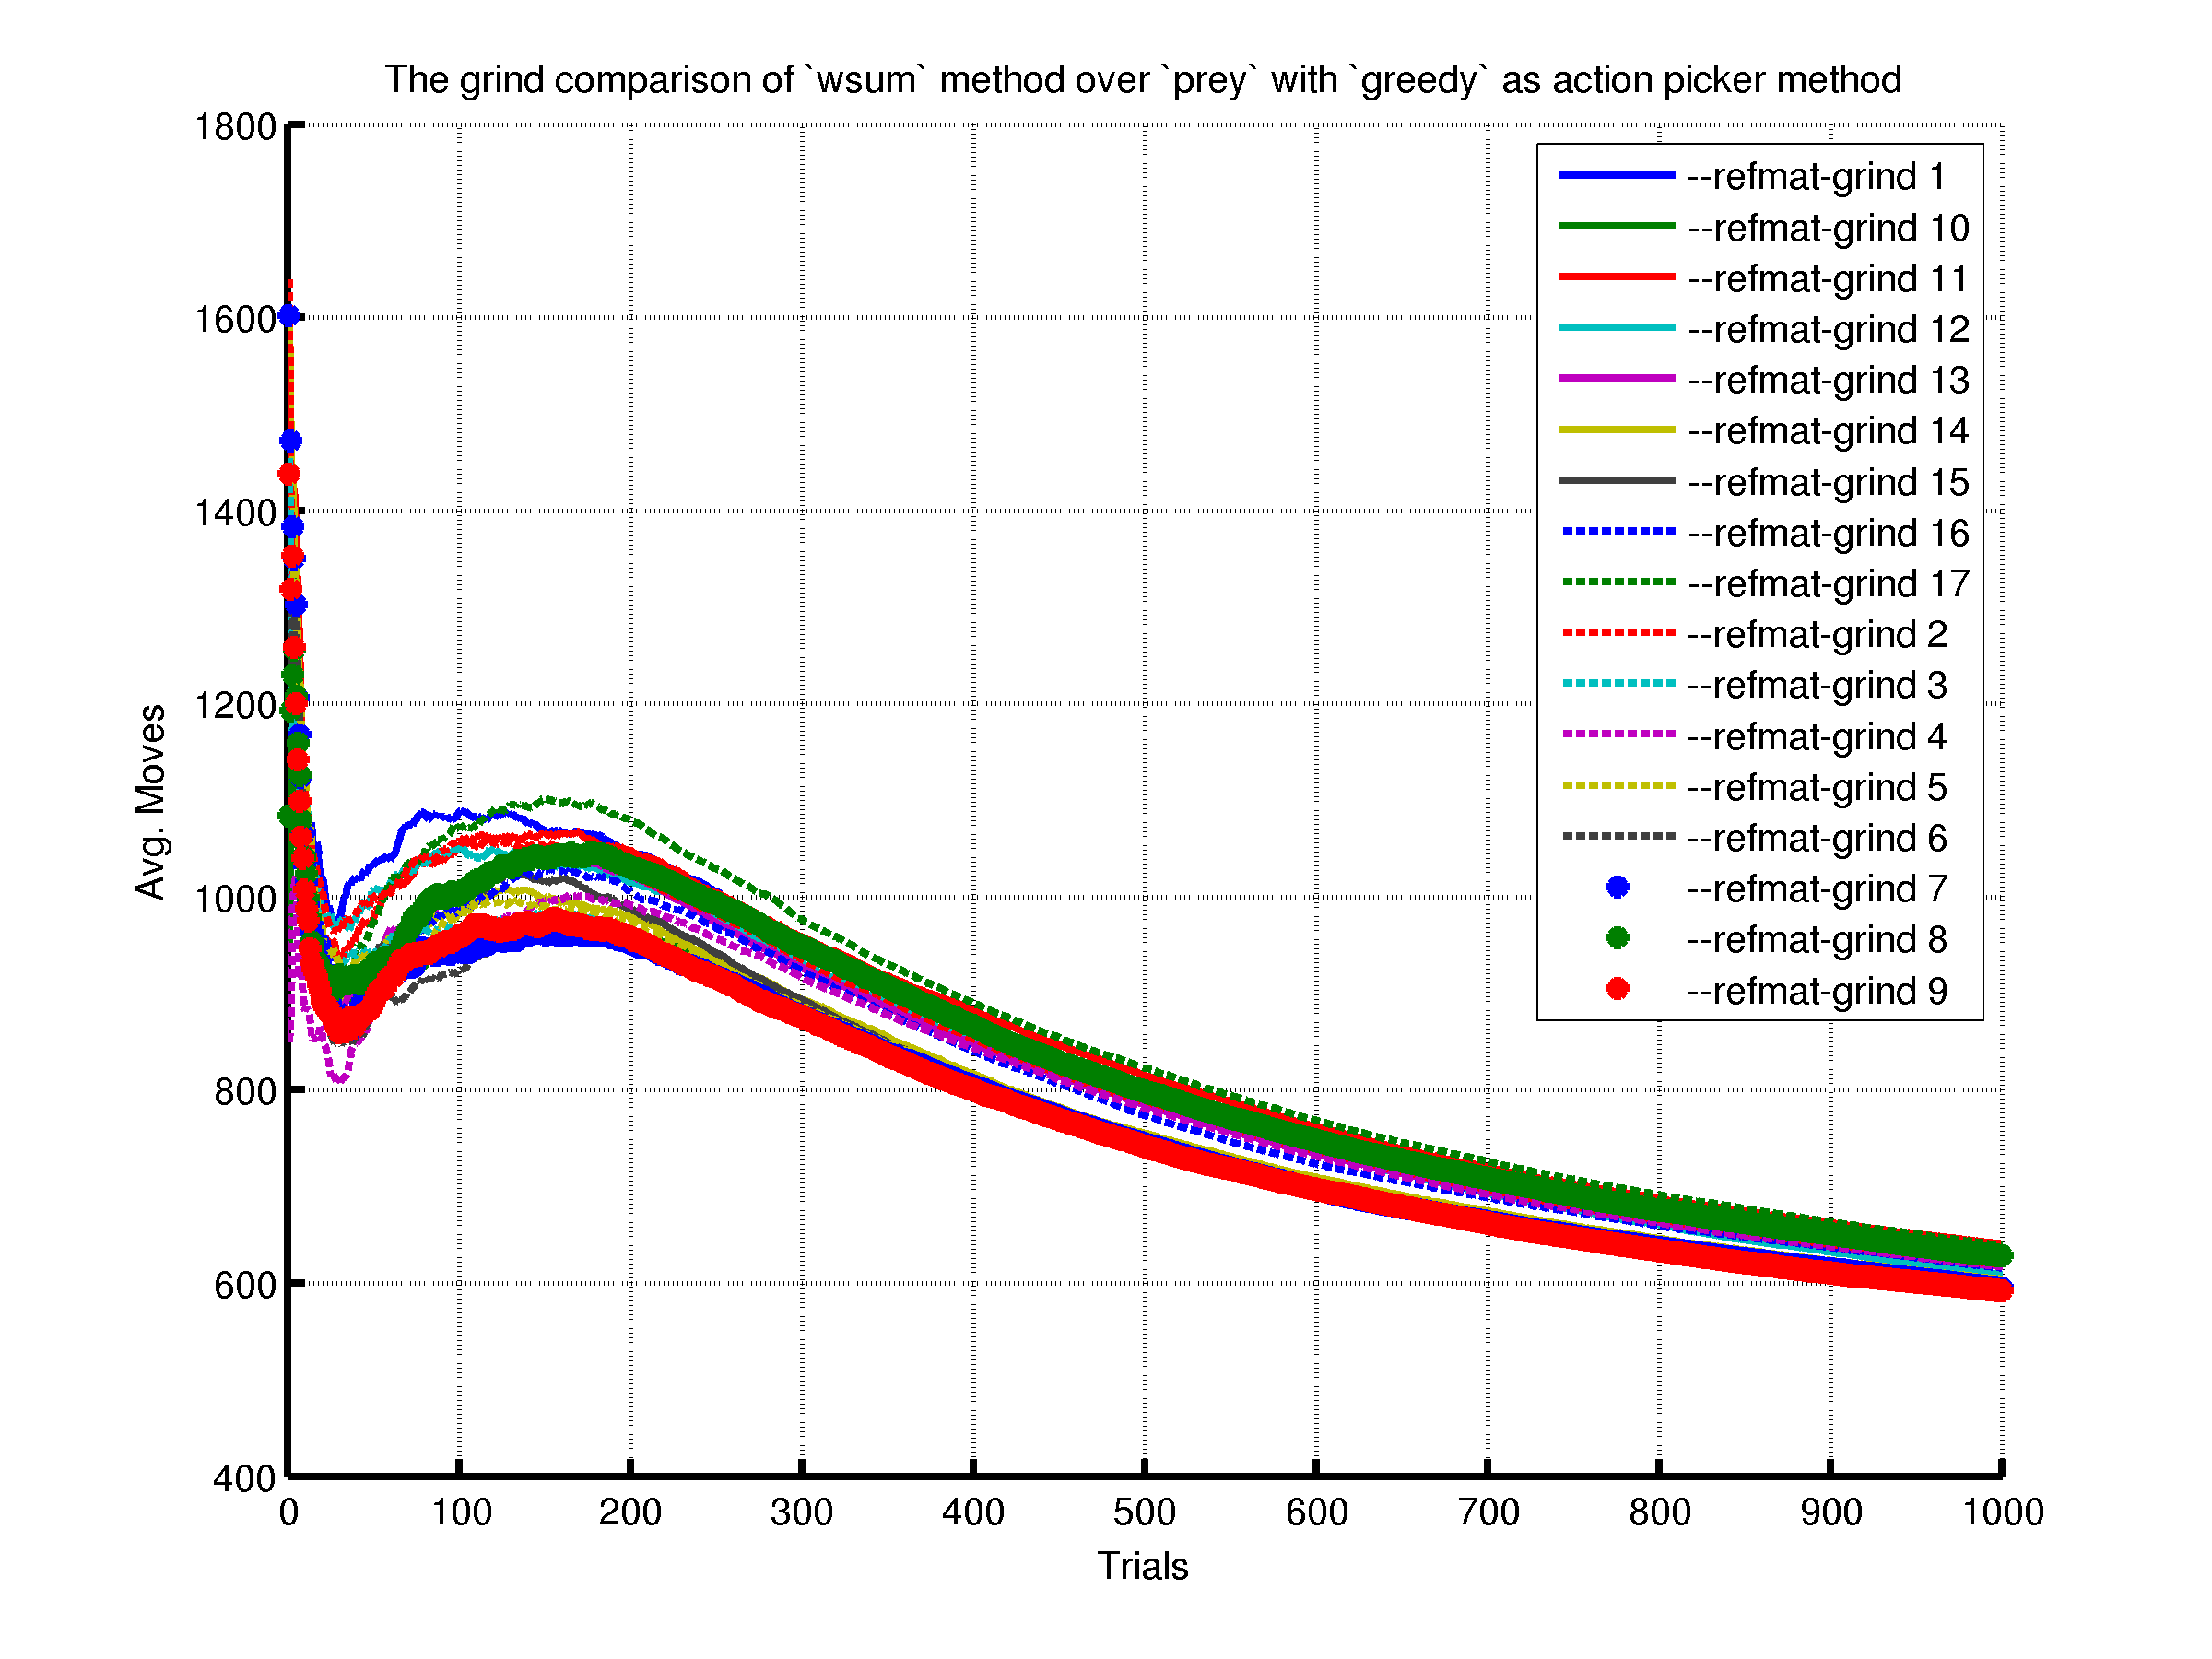 The grind comparison of `wsum` method over `prey` with `greedy` as action picker method
1800
1600
1400
1200
1000
800
600
400
Avg. Moves
0 100 200 300 400 500 600 700 800 900 1000
Trials
--refmat-grind 1
--refmat-grind 10
--refmat-grind 11
--refmat-grind 12
--refmat-grind 13
--refmat-grind 14
--refmat-grind 15
--refmat-grind 16
--refmat-grind 17
--refmat-grind 2
--refmat-grind 3
--refmat-grind 4
--refmat-grind 5
--refmat-grind 6
--refmat-grind 7
--refmat-grind 8
--refmat-grind 9